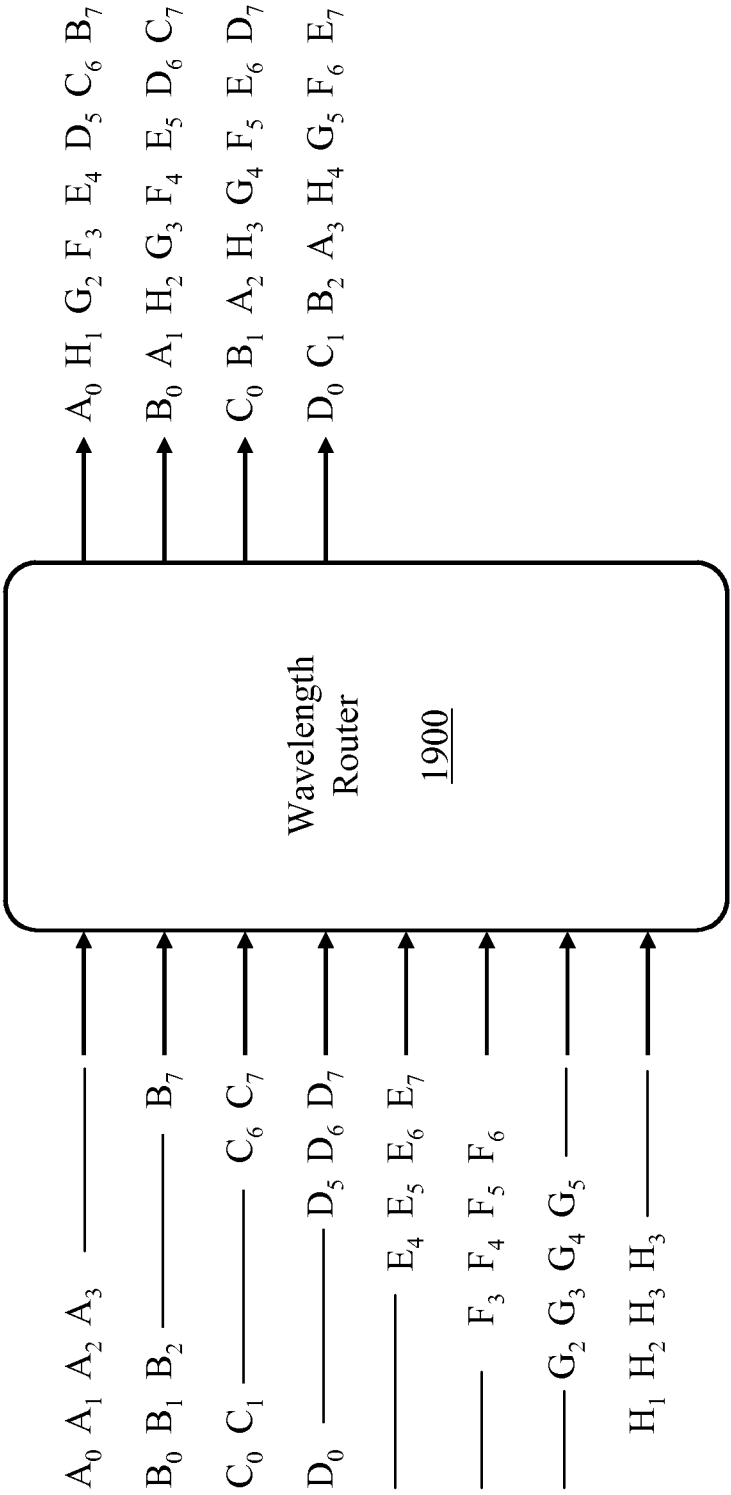 A₀ A₁ A₂ A₃
B₀ B₁ B₂ B₇
C₀ C₁ C₆ C₇
D₀ D₅ D₆ D₇
E₄ E₅ E₆ E₇
F₃ F₄ F₅ F₆
G₂ G₃ G₄ G₅
H₁ H₂ H₃ H₃
Wavelength
Router
1900
A₀ H₁ G₂ F₃ E₄ D₅ C₆ B₇
B₀ A₁ H₂ G₃ F₄ E₅ D₆ C₇
C₀ B₁ A₂ H₃ G₄ F₅ E₆ D₇
D₀ C₁ B₂ A₃ H₄ G₅ F₆ E₇